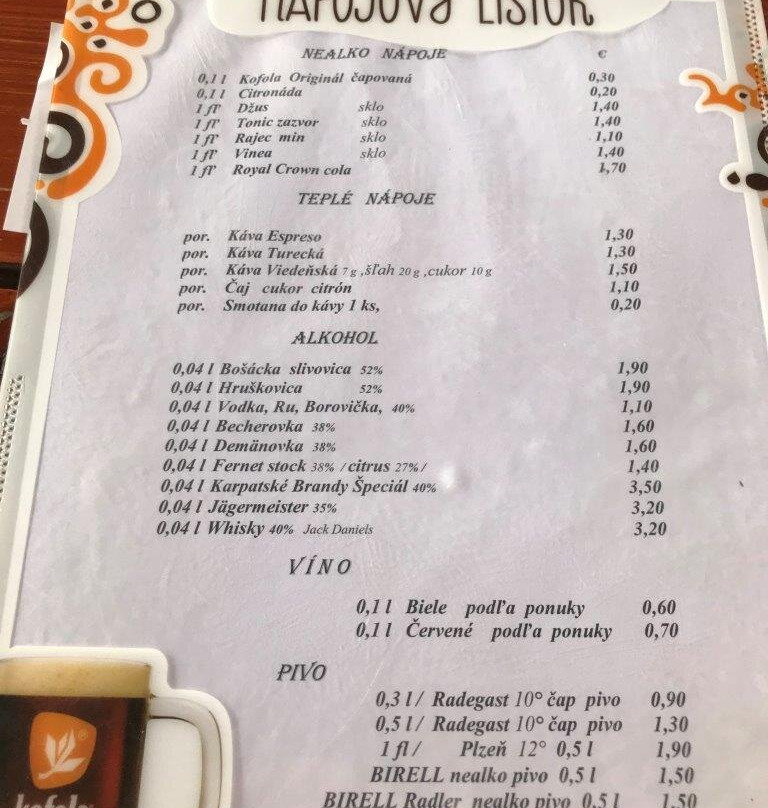 NÁPOJOVÝ LÍSTOK
NEALKO NÁPOJE €
0,1 l Kofola Originál čapovaná 0,30
0,1 l Citronáda 0,20
1 fľ Džus sklo 1,40
1 fľ Tonic zazvor sklo 1,40
1 fľ Rajec min sklo 1,10
1 fľ Vinea sklo 1,40
1 fľ Royal Crown cola 1,70
TEPLÉ NÁPOJE
por. Káva Espreso 1,30
por. Káva Turecká 1,30
por. Káva Viedeňská 7 g ,šľah 20 g ,cukor 10 g 1,50
por. Čaj cukor citrón 1,10
por. Smotana do kávy 1 ks, 0,20
ALKOHOL
0,04 l Bošácka slivovica 52% 1,90
0,04 l Hruškovica 52% 1,90
0,04 l Vodka, Ru, Borovička, 40% 1,10
0,04 l Becherovka 38% 1,60
0,04 l Demänovka 38% 1,60
0,04 l Fernet stock 38% /citrus 27%/ 1,40
0,04 l Karpatské Brandy Špeciál 40% 3,50
0,04 l Jägermeister 35% 3,20
0,04 l Whisky 40% Jack Daniels 3,20
VÍNO
0,1 l Biele podľa ponuky 0,60
0,1 l Červené podľa ponuky 0,70
PIVO
0,3 l / Radegast 10° čap pivo 0,90
0,5 l / Radegast 10° čap pivo 1,30
1 fl / Plzeň 12° 0,5 l 1,90
BIRELL nealko pivo 0,5 l 1,50
BIRELL Radler nealko pivo 0,5 l 1,50
kofola